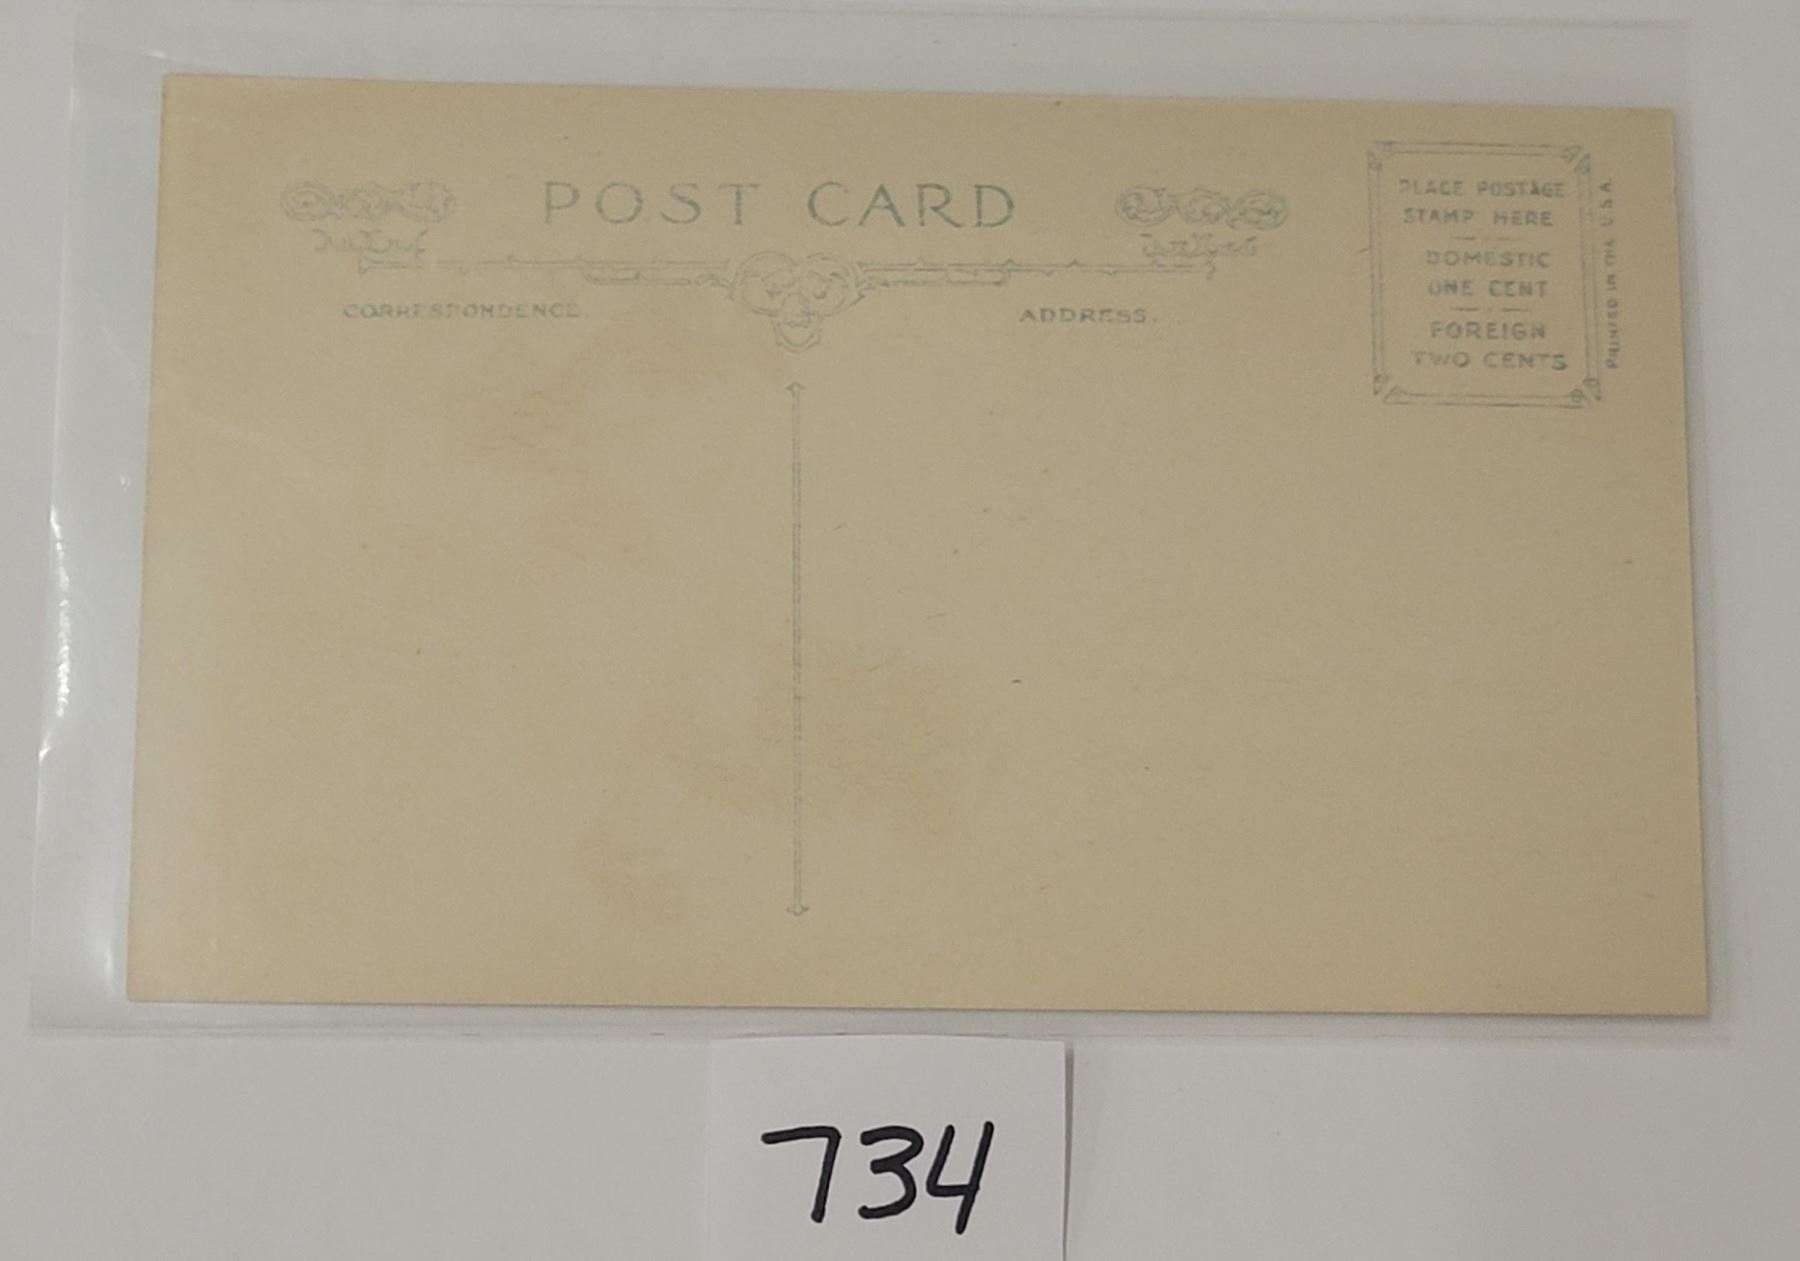 POST CARD
CORRESPONDENCE.
ADDRESS.
PLACE POSTAGE
STAMP HERE
DOMESTIC
ONE CENT
FOREIGN
TWO CENTS
PRINTED IN THE U.S.A.
734